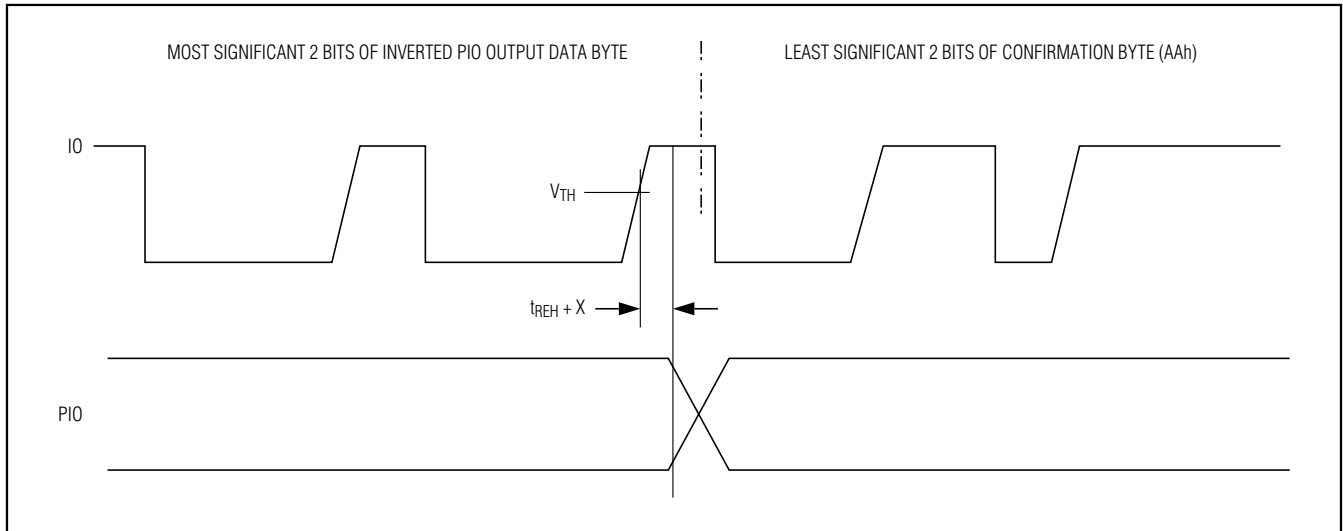 MOST SIGNIFICANT 2 BITS OF INVERTED PIO OUTPUT DATA BYTE
LEAST SIGNIFICANT 2 BITS OF CONFIRMATION BYTE (AAh)
IO
VTH
tREH + X
PIO